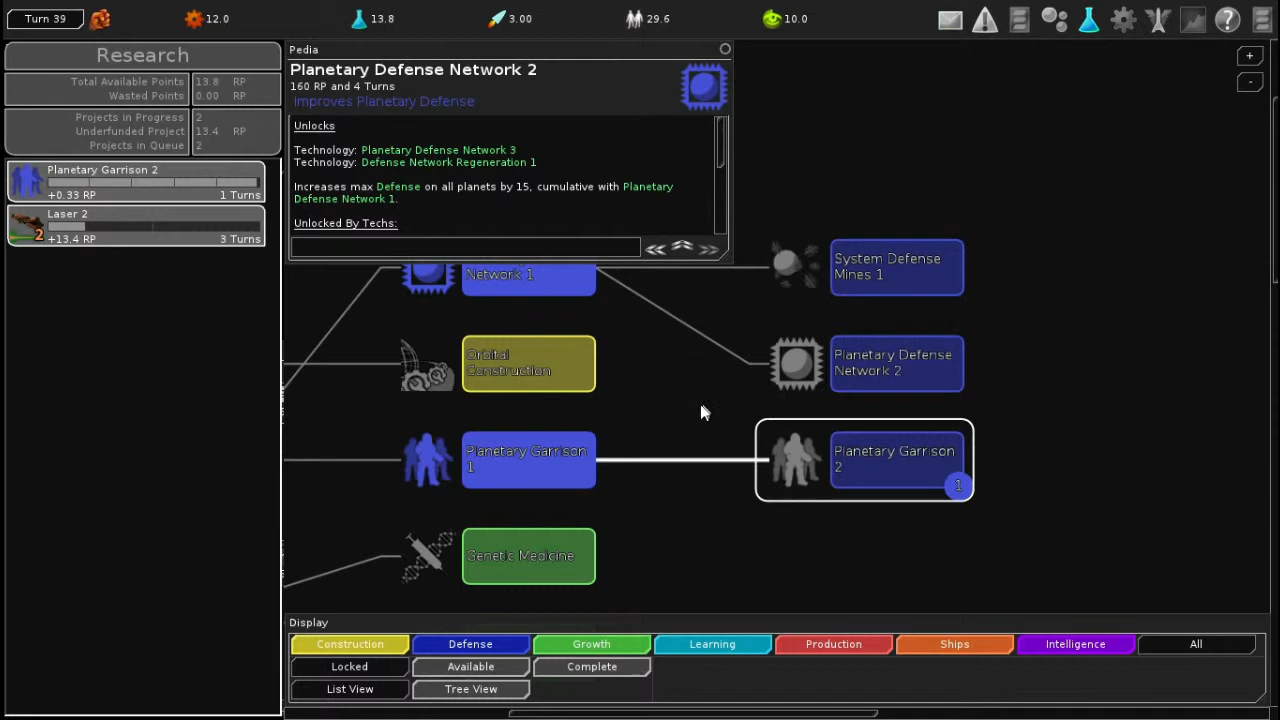 Turn 39
12.0
13.8
3.00
29.6
10.0
Research
Total Available Points 13.8 RP
Wasted Points 0.00 RP
Projects in Progress 2
Underfunded Project 13.4 RP
Projects in Queue 2
Planetary Garrison 2
+0.33 RP 1 Turns
Laser 2
2
+13.4 RP 3 Turns
Pedia
Planetary Defense Network 2
160 RP and 4 Turns
Improves Planetary Defense
Unlocks
Technology: Planetary Defense Network 3
Technology: Defense Network Regeneration 1
Increases max Defense on all planets by 15, cumulative with Planetary
Defense Network 1.
Unlocked By Techs:
+
-
Network 1
System Defense
Mines 1
Orbital
Construction
Planetary Defense
Network 2
Planetary Garrison
1
Planetary Garrison
2
1
Genetic Medicine
Display
Construction Defense Growth Learning Production Ships Intelligence All
Locked Available Complete
List View Tree View